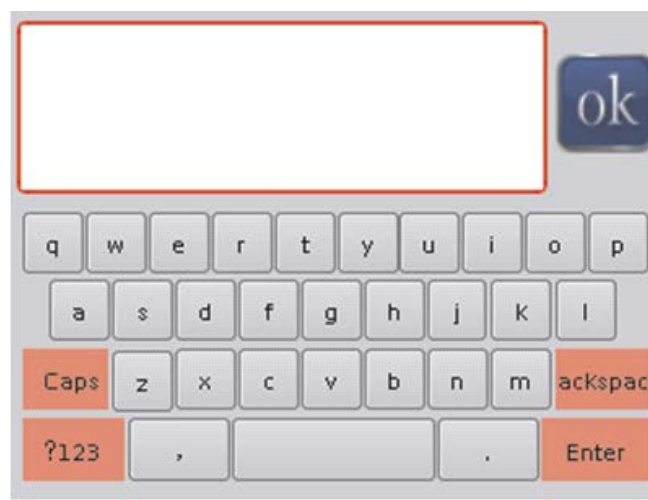 ok
q w e r t y u i o p
a s d f g h j k l
Caps z x c v b n m ackspac
?123 , . Enter